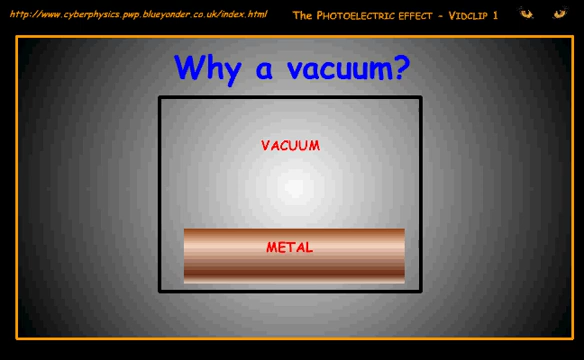 http://www.cyberphysics.pwp.blueyonder.co.uk/index.html
The PHOTOELECTRIC EFFECT - VIDCLIP 1
Why a vacuum?
VACUUM
METAL